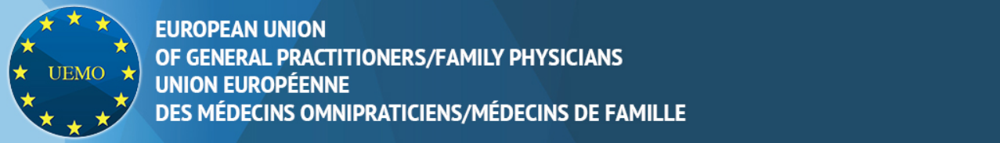 UEMO
EUROPEAN UNION
OF GENERAL PRACTITIONERS/FAMILY PHYSICIANS
UNION EUROPÉENNE
DES MÉDECINS OMNIPRATICIENS/MÉDECINS DE FAMILLE